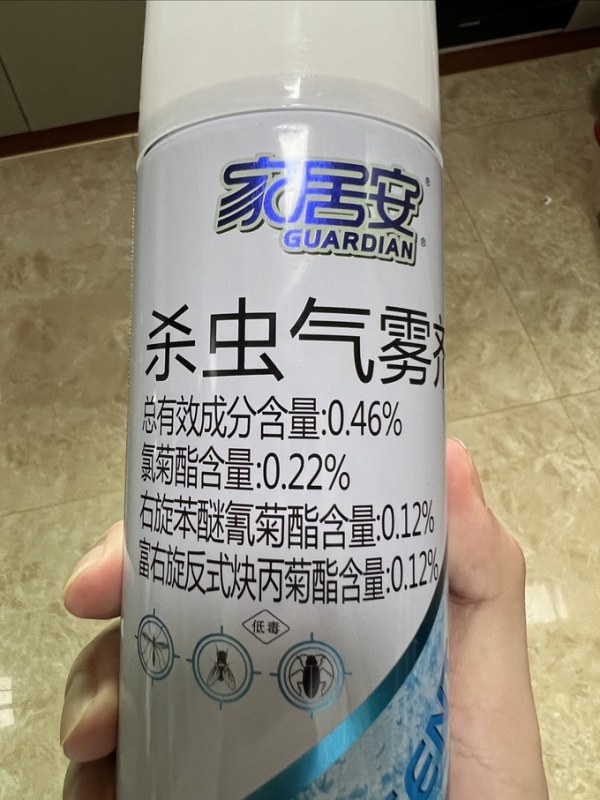 家居安®
GUARDIAN®
杀虫气雾剂
总有效成分含量:0.46%
氯菊酯含量:0.22%
右旋苯醚氰菊酯含量:0.12%
富右旋反式炔丙菊酯含量:0.12%
低毒